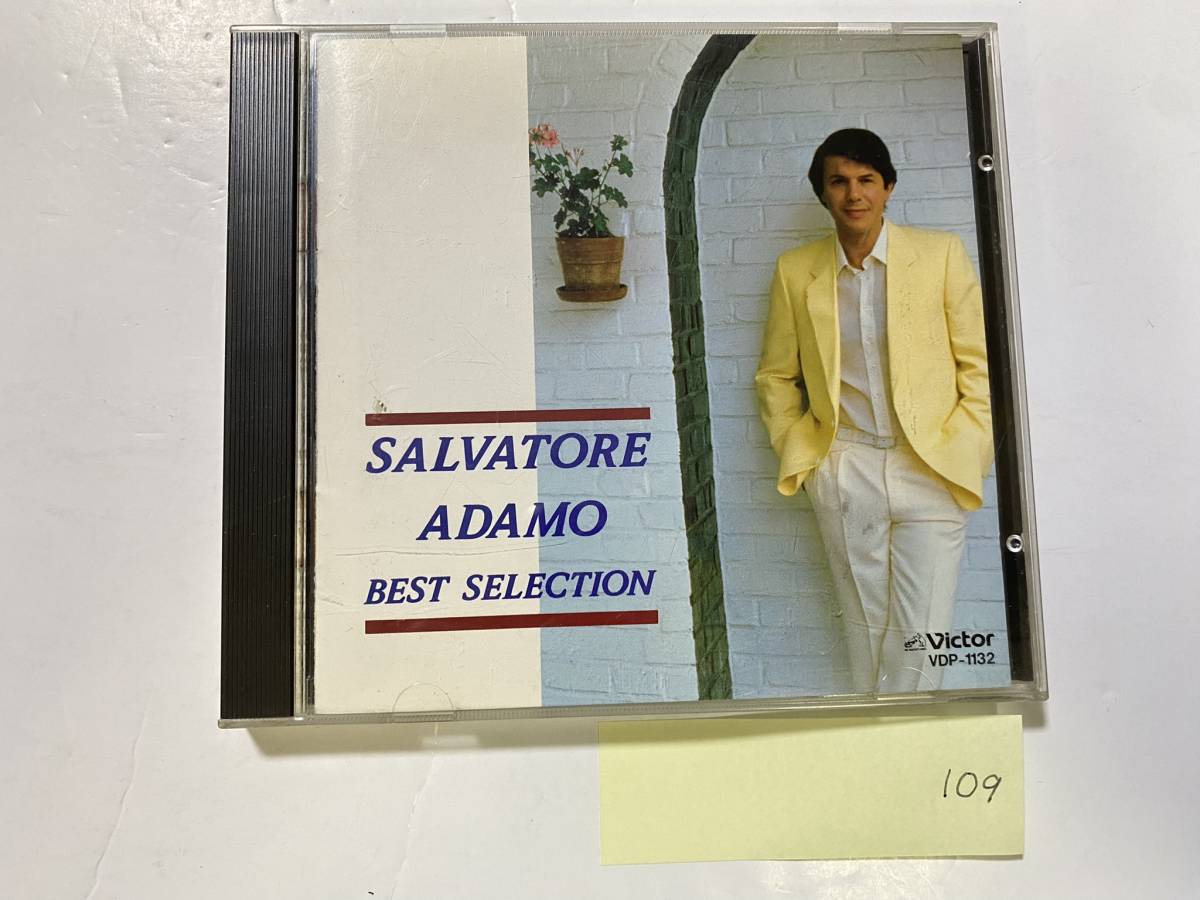 SALVATORE
ADAMO
BEST SELECTION
Victor
VDP-1132
109